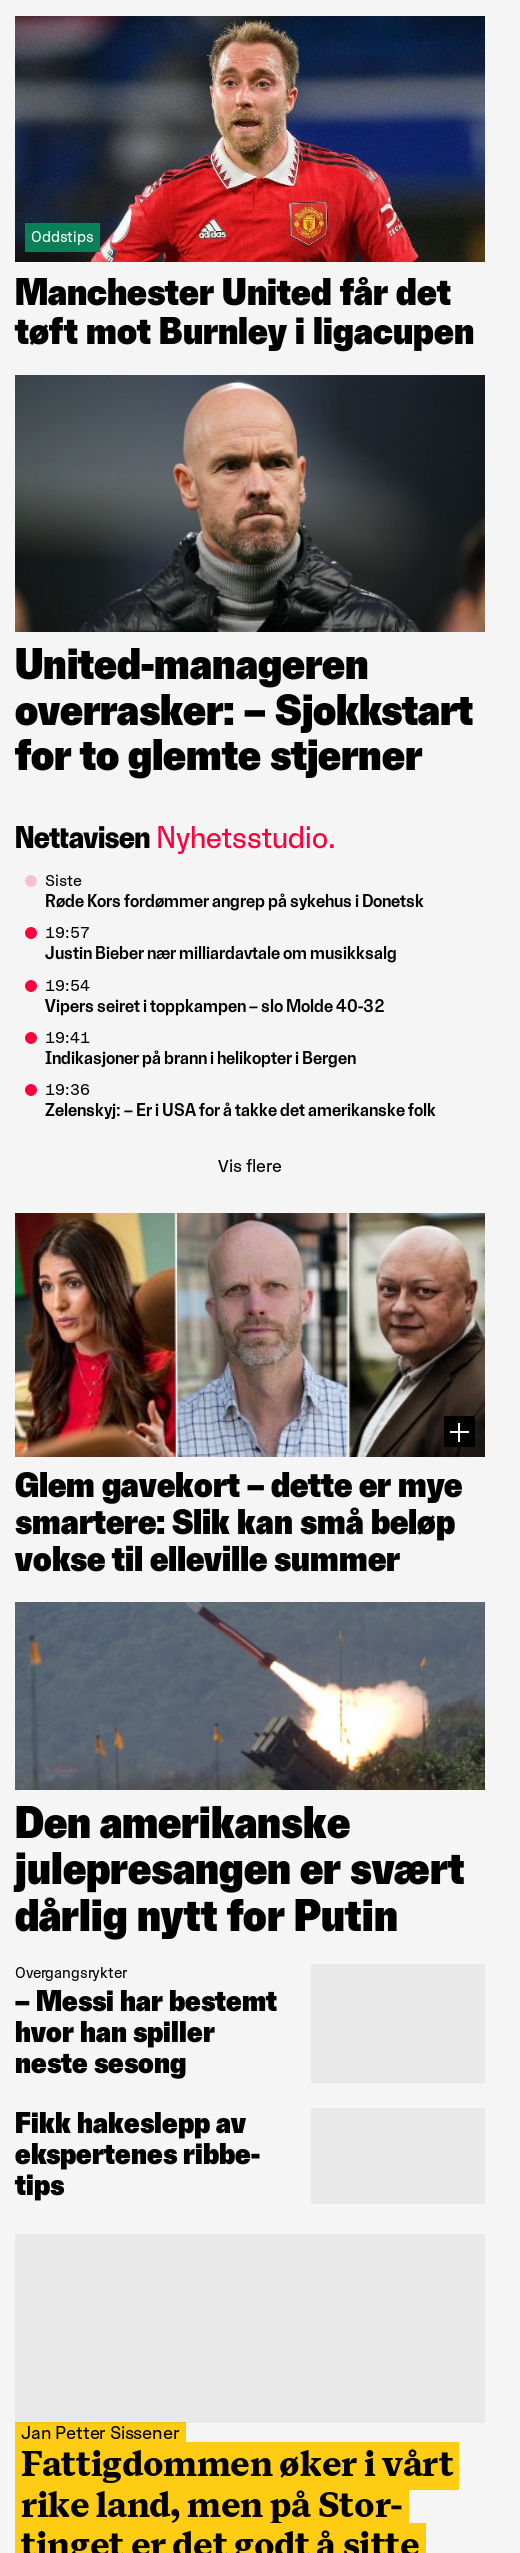 Oddstips
adidas
Manchester United får det
tøft mot Burnley i ligacupen
United-manageren
overrasker: – Sjokkstart
for to glemte stjerner
Nettavisen Nyhetsstudio.
Siste
Røde Kors fordømmer angrep på sykehus i Donetsk
19:57
Justin Bieber nær milliardavtale om musikksalg
19:54
Vipers seiret i toppkampen – slo Molde 40-32
19:41
Indikasjoner på brann i helikopter i Bergen
19:36
Zelenskyj: – Er i USA for å takke det amerikanske folk
Vis flere
Glem gavekort – dette er mye
smartere: Slik kan små beløp
vokse til elleville summer
Den amerikanske
julepresangen er svært
dårlig nytt for Putin
Overgangsrykter
– Messi har bestemt
hvor han spiller
neste sesong
Fikk hakeslepp av
ekspertenes ribbe-
tips
Jan Petter Sissener
Fattigdommen øker i vårt
rike land, men på Stor-
tinget er det godt å sitte